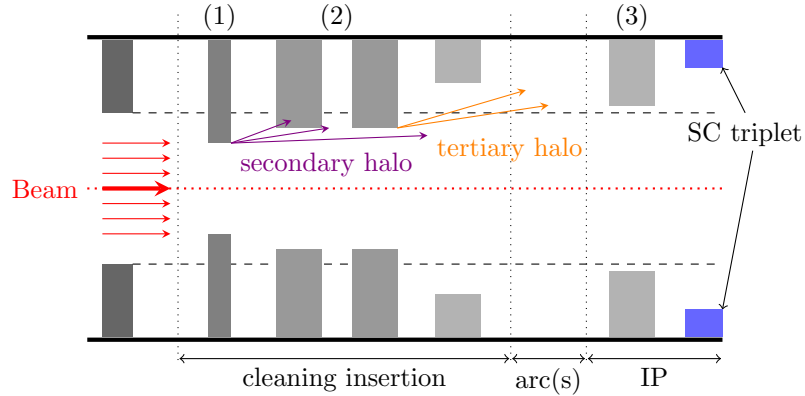 (1) (2) (3)
SC triplet
secondary halo
tertiary halo
Beam
cleaning insertion
arc(s)
IP